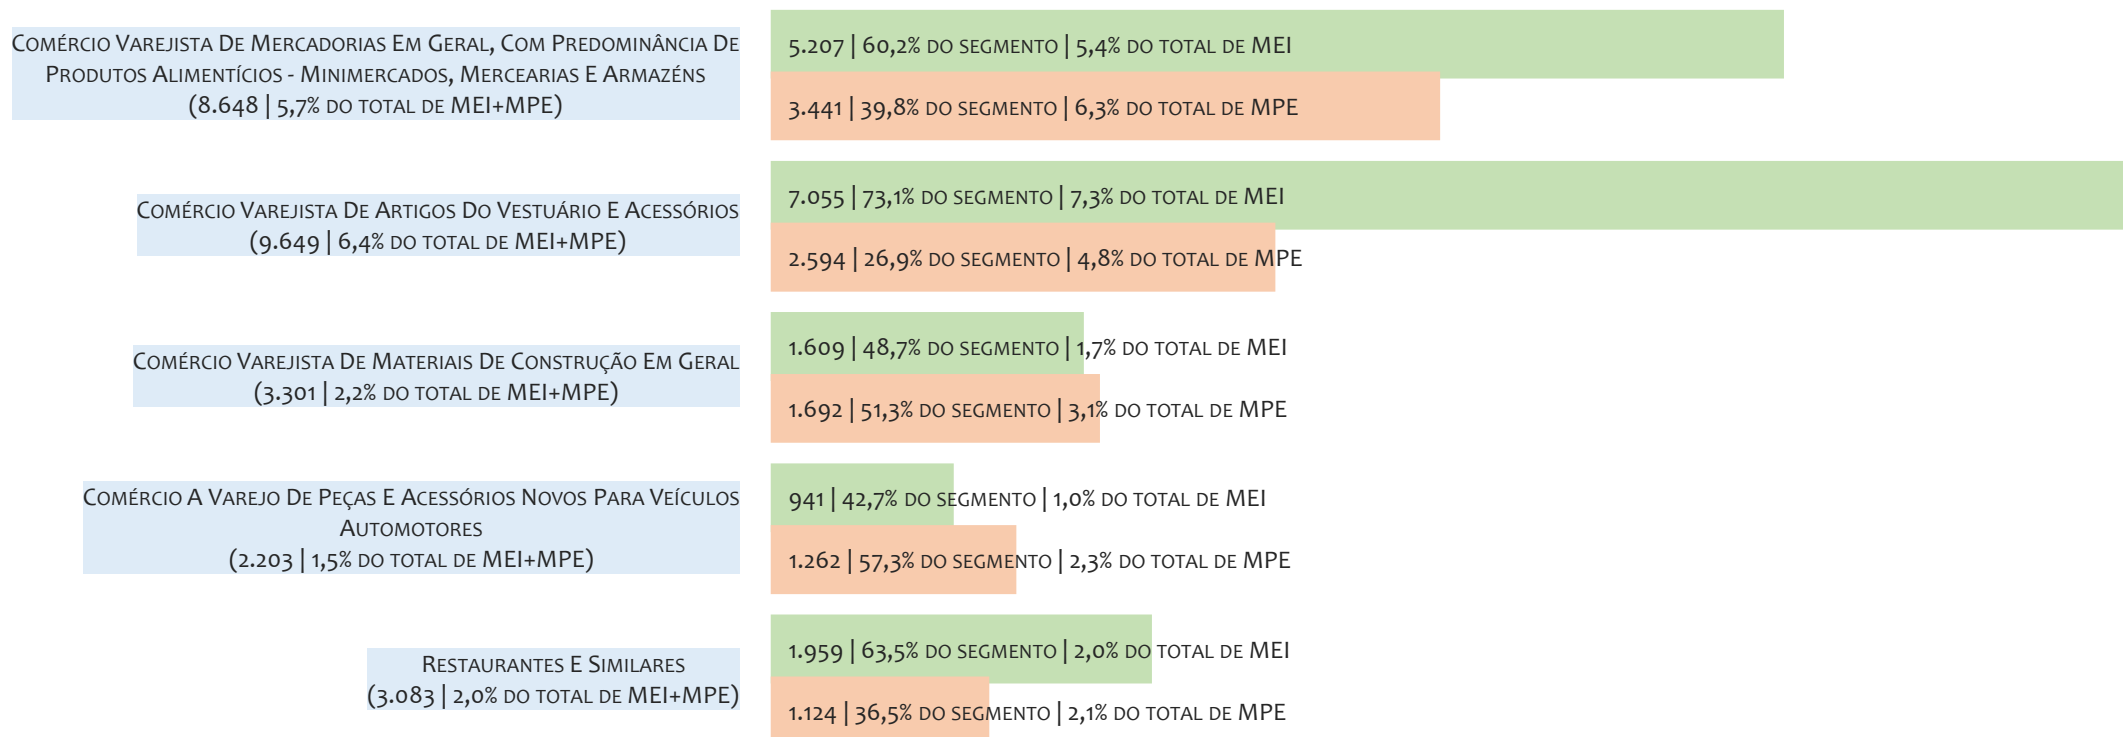 Comércio Varejista De Mercadorias Em Geral, Com Predominância De
Produtos Alimentícios - Minimercados, Mercearias E Armazéns
(8.648 | 5,7% do total de MEI+MPE)
5.207 | 60,2% do segmento | 5,4% do total de MEI
3.441 | 39,8% do segmento | 6,3% do total de MPE
Comércio Varejista De Artigos Do Vestuário E Acessórios
(9.649 | 6,4% do total de MEI+MPE)
7.055 | 73,1% do segmento | 7,3% do total de MEI
2.594 | 26,9% do segmento | 4,8% do total de MPE
Comércio Varejista De Materiais De Construção Em Geral
(3.301 | 2,2% do total de MEI+MPE)
1.609 | 48,7% do segmento | 1,7% do total de MEI
1.692 | 51,3% do segmento | 3,1% do total de MPE
Comércio A Varejo De Peças E Acessórios Novos Para Veículos
Automotores
(2.203 | 1,5% do total de MEI+MPE)
941 | 42,7% do segmento | 1,0% do total de MEI
1.262 | 57,3% do segmento | 2,3% do total de MPE
Restaurantes E Similares
(3.083 | 2,0% do total de MEI+MPE)
1.959 | 63,5% do segmento | 2,0% do total de MEI
1.124 | 36,5% do segmento | 2,1% do total de MPE